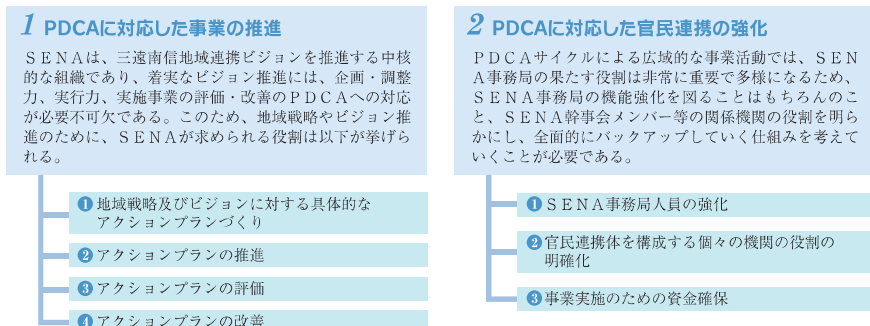 1 PDCAに対応した事業の推進
ＳＥＮＡは、三遠南信地域連携ビジョンを推進する中核
的な組織であり、着実なビジョン推進には、企画・調整
力、実行力、実施事業の評価・改善のＰＤＣＡへの対応
が必要不可欠である。このため、地域戦略やビジョン推
進のために、ＳＥＮＡが求められる役割は以下が挙げら
れる。
❶地域戦略及びビジョンに対する具体的な
アクションプランづくり
❷アクションプランの推進
❸アクションプランの評価
❹アクションプランの改善
2 PDCAに対応した官民連携の強化
ＰＤＣＡサイクルによる広域的な事業活動では、ＳＥＮ
Ａ事務局の果たす役割は非常に重要で多様になるため、
ＳＥＮＡ事務局の機能強化を図ることはもちろんのこ
と、ＳＥＮＡ幹事会メンバー等の関係機関の役割を明ら
かにし、全面的にバックアップしていく仕組みを考えて
いくことが必要である。
❶ＳＥＮＡ事務局人員の強化
❷官民連携体を構成する個々の機関の役割の
明確化
❸事業実施のための資金確保